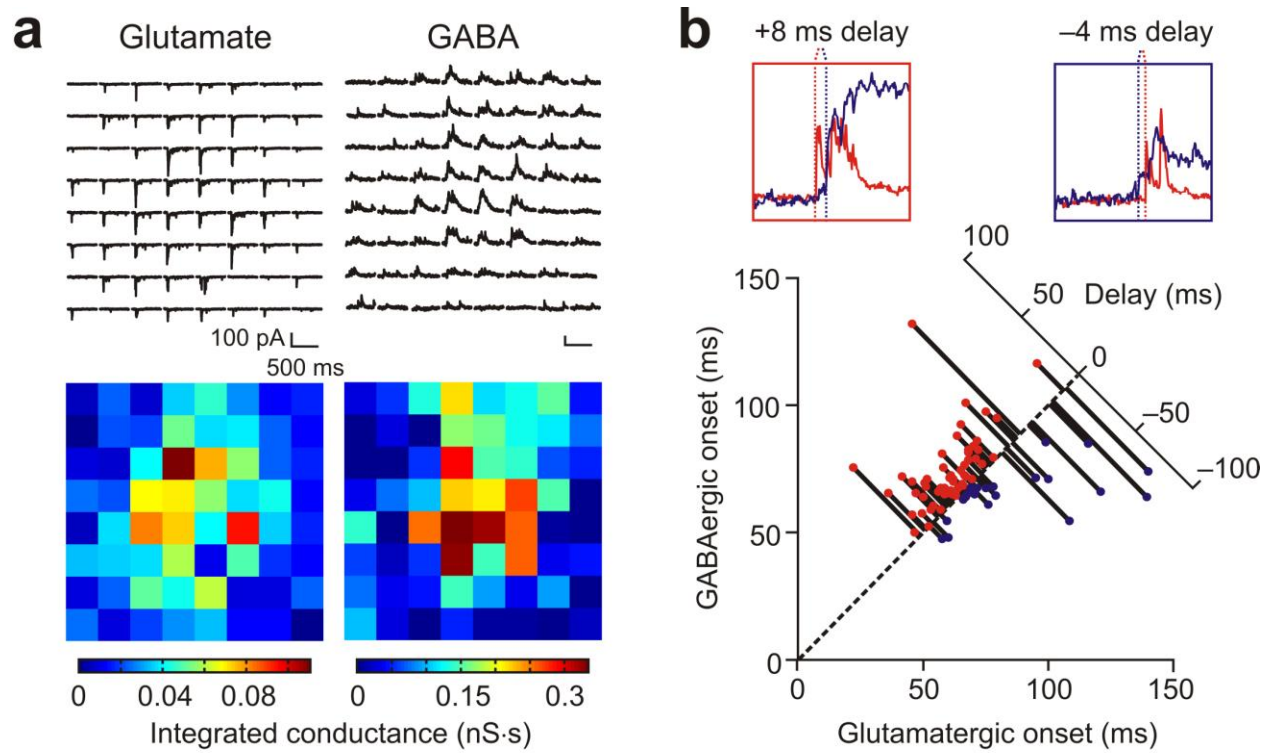 a
Glutamate
GABA
100 pA
500 ms
0
0.04
0.08
0
0.15
0.3
Integrated conductance (nS·s)
b
+8 ms delay
–4 ms delay
100
50
Delay (ms)
0
–50
–100
150
100
50
0
GABAergic onset (ms)
0
50
100
150
Glutamatergic onset (ms)